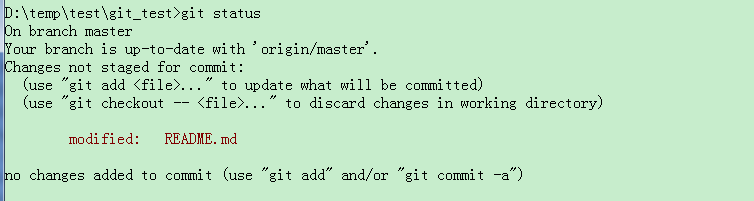 D:\temp\test\git_test>git status
On branch master
Your branch is up-to-date with 'origin/master'.
Changes not staged for commit:
  (use "git add <file>..." to update what will be committed)
  (use "git checkout -- <file>..." to discard changes in working directory)
        modified:   README.md
no changes added to commit (use "git add" and/or "git commit -a")